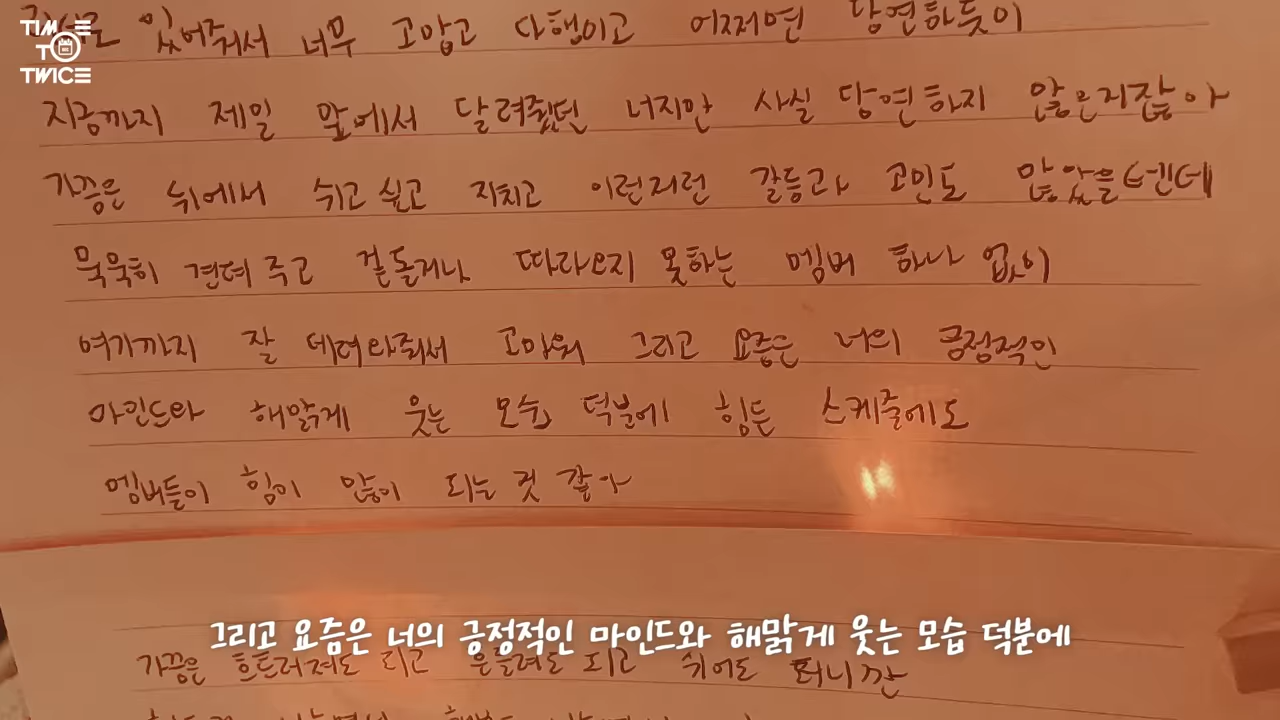 TIME
TO
TWICE
있어줘서 너무 고맙고 다행이고 어쩌면 당연하듯이
지금까지 제일 앞에서 달려줬던 너지만 사실 당연하지 않은거잖아
가끔은 뒤에서 쉬고싶고 지치고 이런저런 갈등과 고민도 많았을텐데
묵묵히 견뎌주고 겉돌거나 따라오지 못하는 멤버 하나 없이
여기까지 잘 데려와줘서 고마워 그리고 요즘은 너의 긍정적인
마인드와 해맑게 웃는 모습 덕분에 힘든 스케줄에도
멤버들이 힘이 많이 되는 것 같아
그리고 요즘은 너의 긍정적인 마인드와 해맑게 웃는 모습 덕분에
가끔은 흐트러져도 되고 흔들려도 되고 쉬어도 되니깐